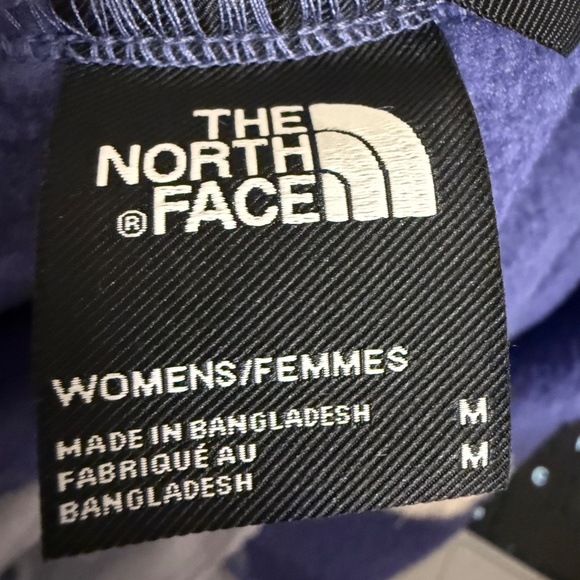 THE
NORTH
® FACE
WOMENS/FEMMES
MADE IN BANGLADESH M
FABRIQUÉ AU M
BANGLADESH